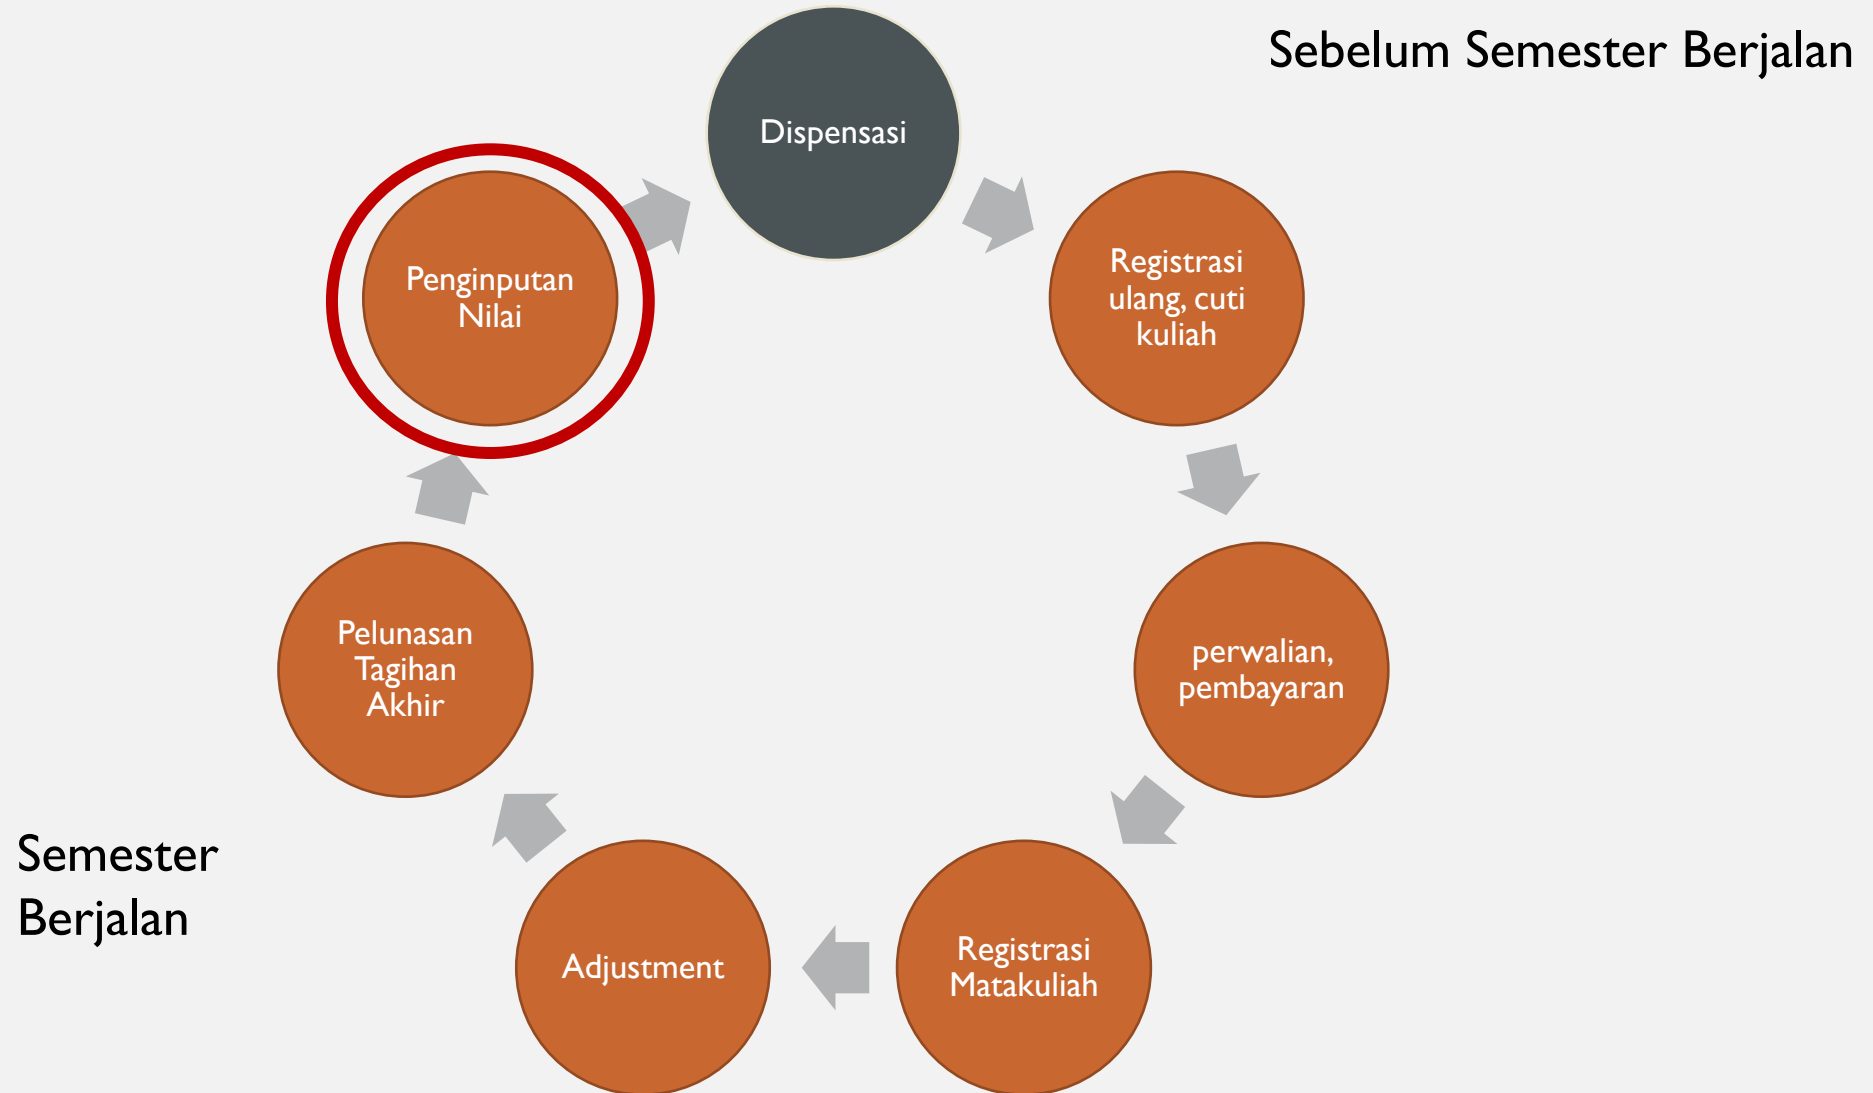 Sebelum Semester Berjalan
Dispensasi
Registrasi
ulang, cuti
kuliah
perwalian,
pembayaran
Registrasi
Matakuliah
Adjustment
Pelunasan
Tagihan
Akhir
Penginputan
Nilai
Semester
Berjalan